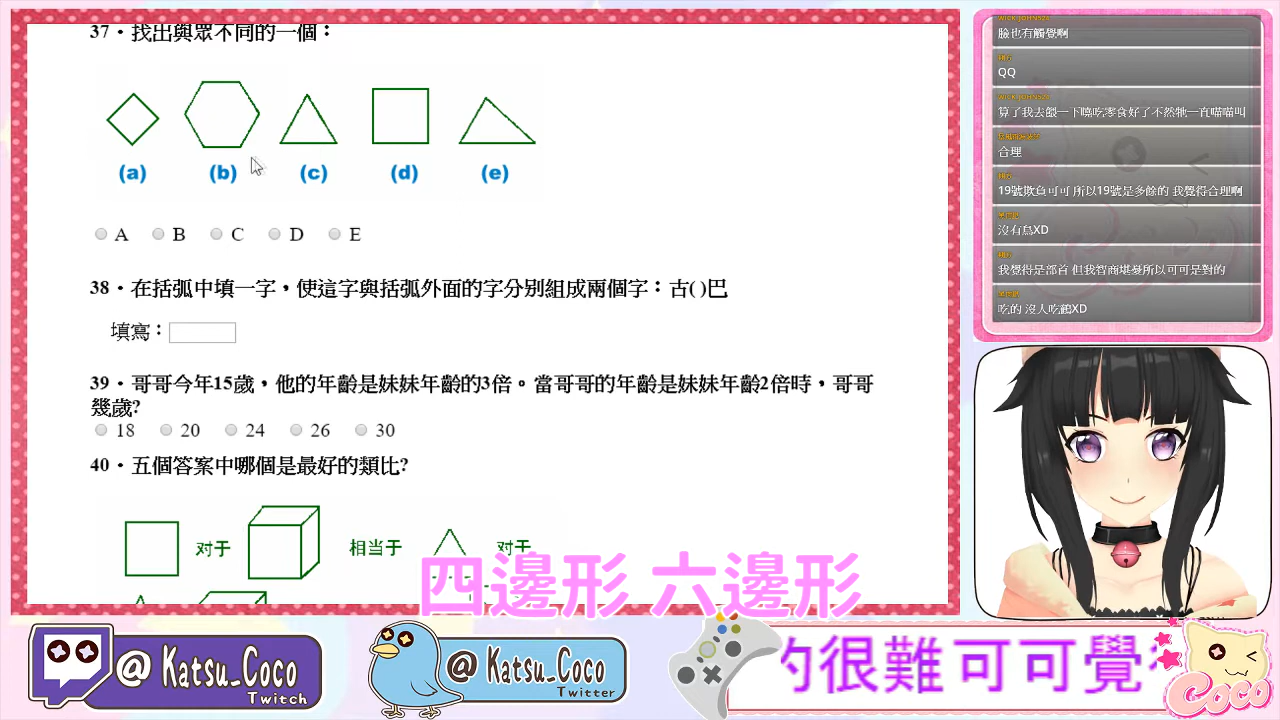 37・找出與眾不同的一個：
(a) (b) (c) (d) (e)
A B C D E
38・在括弧中填一字，使這字與括弧外面的字分別組成兩個字：古( )巴
填寫：
39・哥哥今年15歲，他的年齡是妹妹年齡的3倍。當哥哥的年齡是妹妹年齡2倍時，哥哥
幾歲?
18 20 24 26 30
40・五個答案中哪個是最好的類比?
对于 相当于 对于
四邊形 六邊形
臉也有觸覺啊
QQ
算了我去餵一下嚕吃零食好了不然牠一直喵喵叫
合理
19號欺負可可 所以19號是多餘的 我覺得合理啊
沒有鳥XD
我覺得是部首 但我智商堪憂所以可可是對的
吃的 沒人吃鶴XD
@ Katsu_Coco
Twitch
@ Katsu_Coco
Twitter
的很難可可覺
Coco